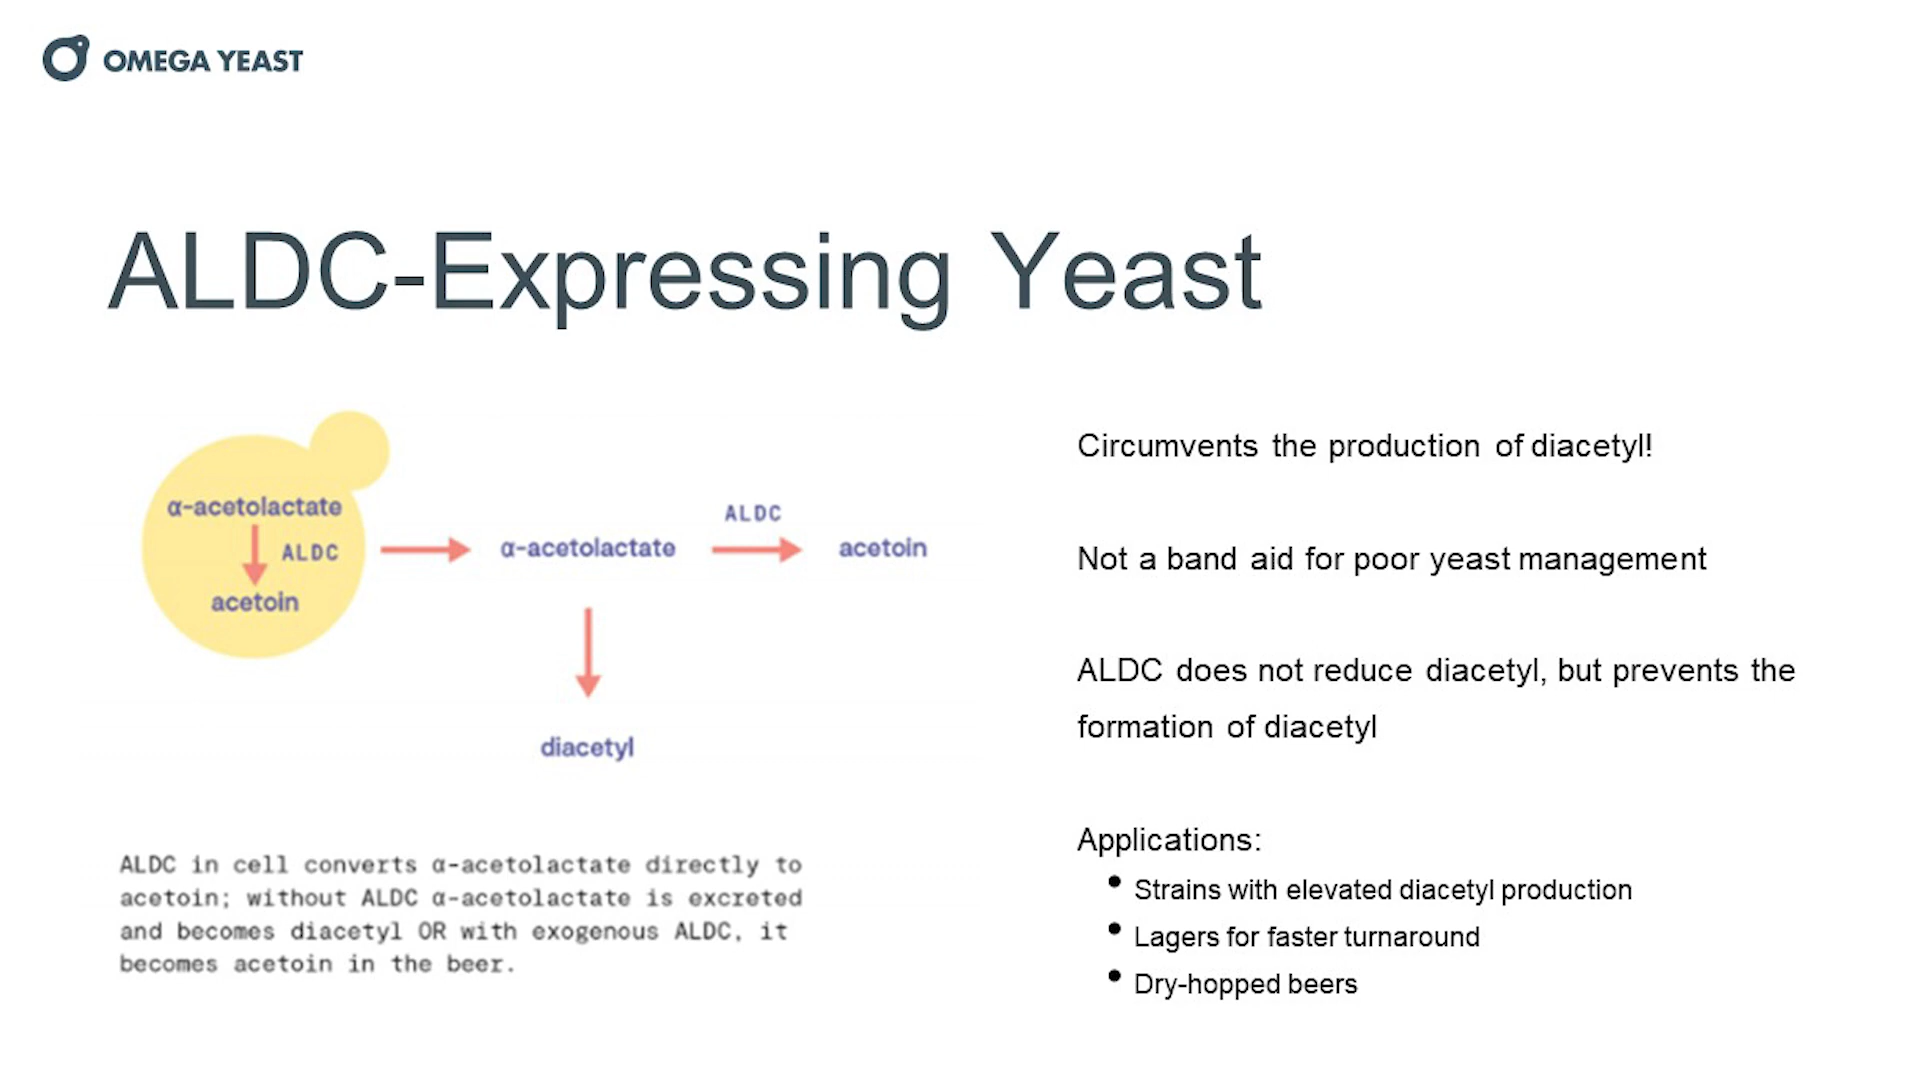 OMEGA YEAST
ALDC-Expressing Yeast
α-acetolactate
ALDC
acetoin
α-acetolactate
ALDC
acetoin
diacetyl
ALDC in cell converts α-acetolactate directly to
acetoin; without ALDC α-acetolactate is excreted
and becomes diacetyl OR with exogenous ALDC, it
becomes acetoin in the beer.
Circumvents the production of diacetyl!
Not a band aid for poor yeast management
ALDC does not reduce diacetyl, but prevents the
formation of diacetyl
Applications:
• Strains with elevated diacetyl production
• Lagers for faster turnaround
• Dry-hopped beers